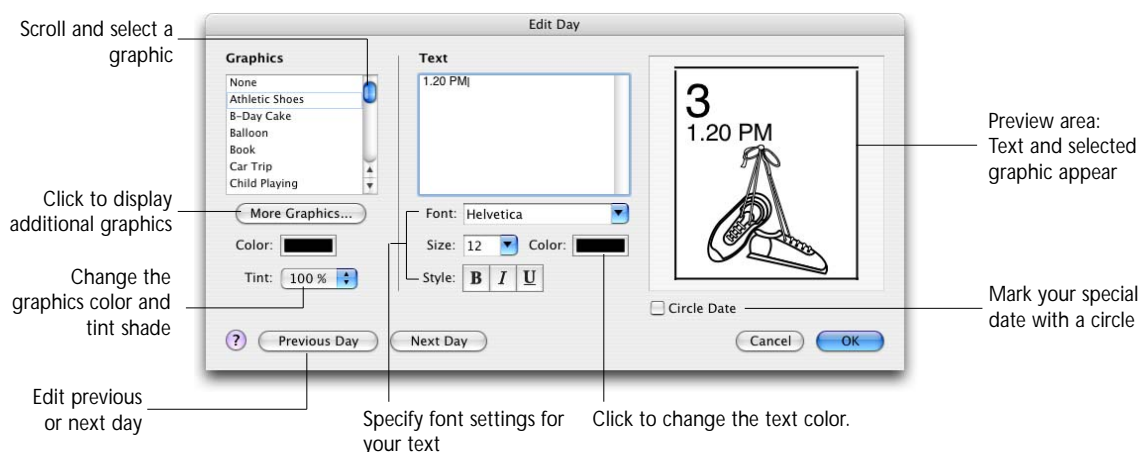 Edit Day
Scroll and select a
graphic
Graphics
None
Athletic Shoes
B-Day Cake
Balloon
Book
Car Trip
Child Playing
More Graphics...
Color:
Tint: 100 %
Text
1.20 PM
Font: Helvetica
Size: 12 Color:
Style: B I U
3
1.20 PM
Circle Date
? Previous Day Next Day Cancel OK
Click to display
additional graphics
Change the
graphics color and
tint shade
Edit previous
or next day
Specify font settings for
your text
Click to change the text color.
Preview area:
Text and selected
graphic appear
Mark your special
date with a circle